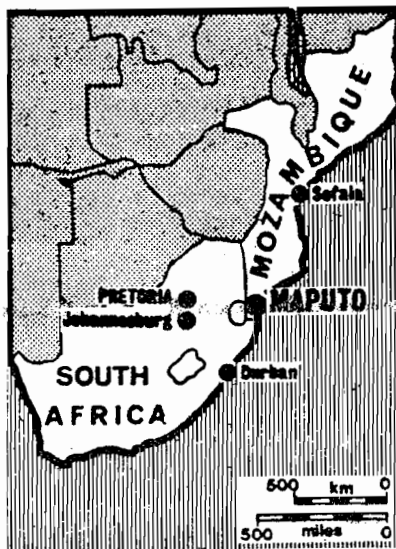 MOZAMBIQUE
Sofala
PRETORIA
MAPUTO
Johannesburg
SOUTH
Durban
AFRICA
500 km 0
500 miles 0